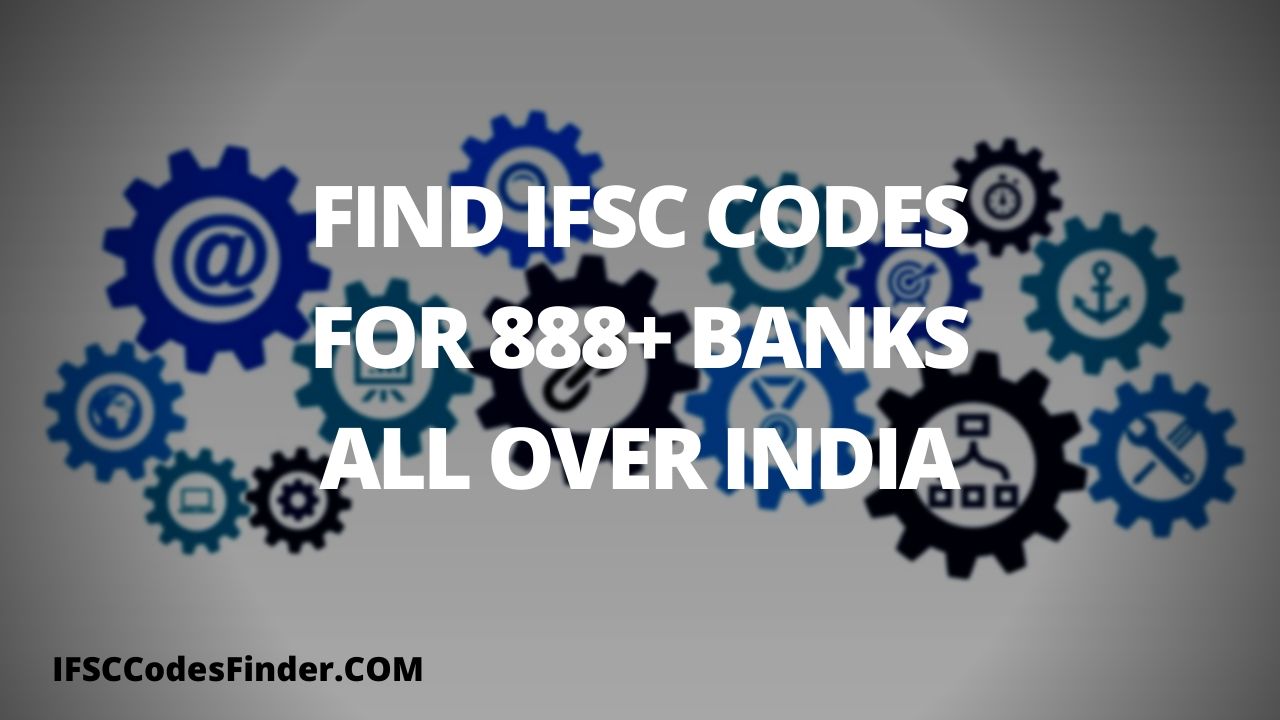 FIND IFSC CODES
FOR 888+ BANKS
ALL OVER INDIA
@
IFSCCodesFinder.COM